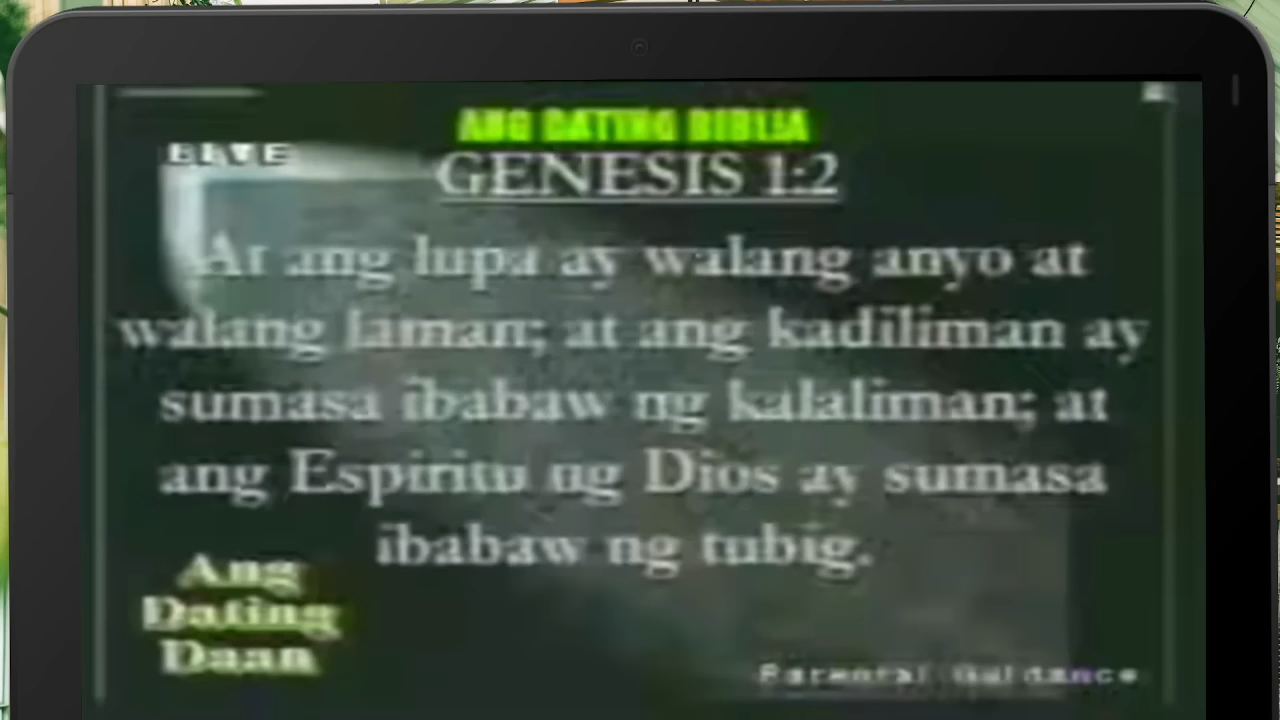 ANG DATING BIBLIA
LIVE
GENESIS 1:2
At ang lupa ay walang anyo at
walang laman; at ang kadiliman ay
sumasa ibabaw ng kalaliman; at
ang Espiritu ng Dios ay sumasa
ibabaw ng tubig.
Ang
Dating
Daan
Parental Guidance